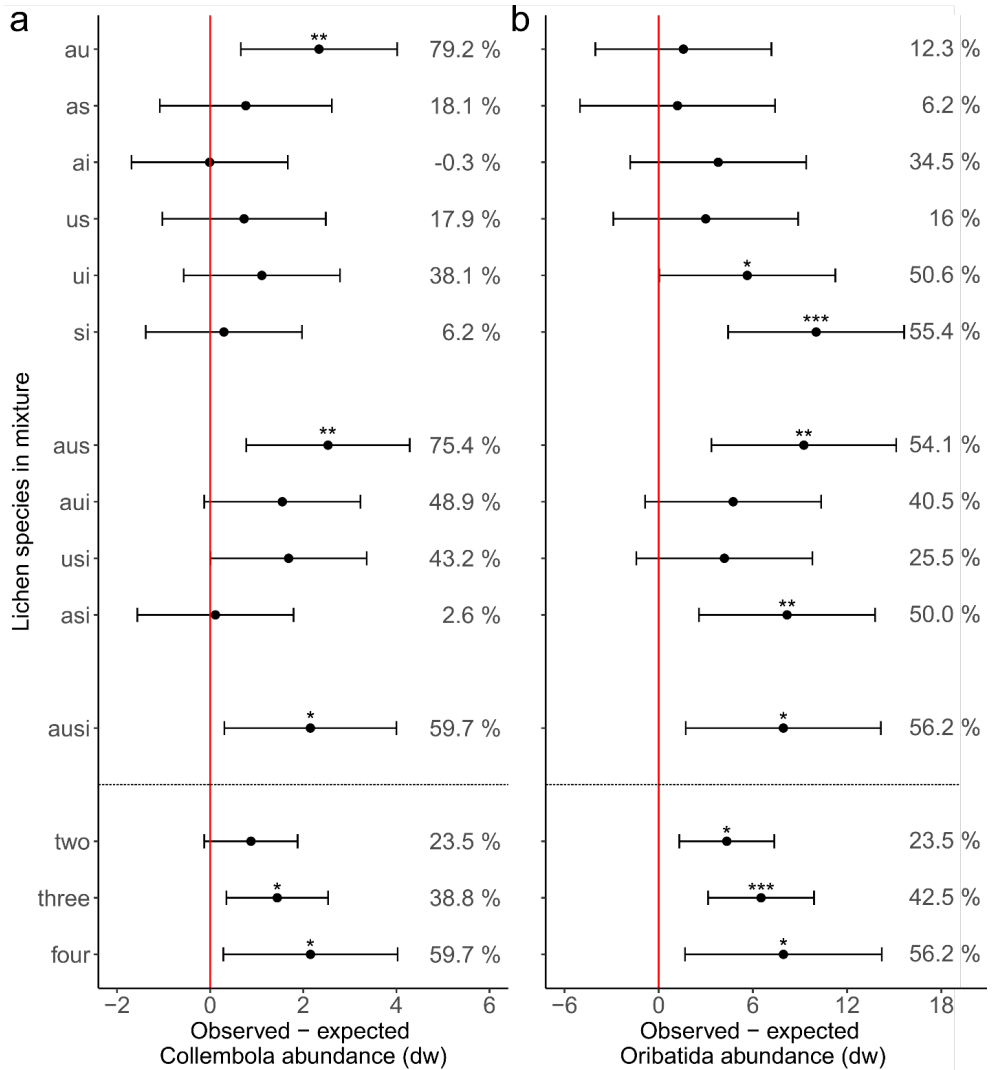 a
b
Lichen species in mixture
au ** 79.2 % 12.3 %
as 18.1 % 6.2 %
ai -0.3 % 34.5 %
us 17.9 % 16 %
ui 38.1 % * 50.6 %
si 6.2 % *** 55.4 %
aus ** 75.4 % ** 54.1 %
aui 48.9 % 40.5 %
usi 43.2 % 25.5 %
asi 2.6 % ** 50.0 %
ausi * 59.7 % * 56.2 %
two 23.5 % * 23.5 %
three * 38.8 % *** 42.5 %
four * 59.7 % * 56.2 %
−2 0 2 4 6
−6 0 6 12 18
Observed − expected
Collembola abundance (dw)
Observed − expected
Oribatida abundance (dw)